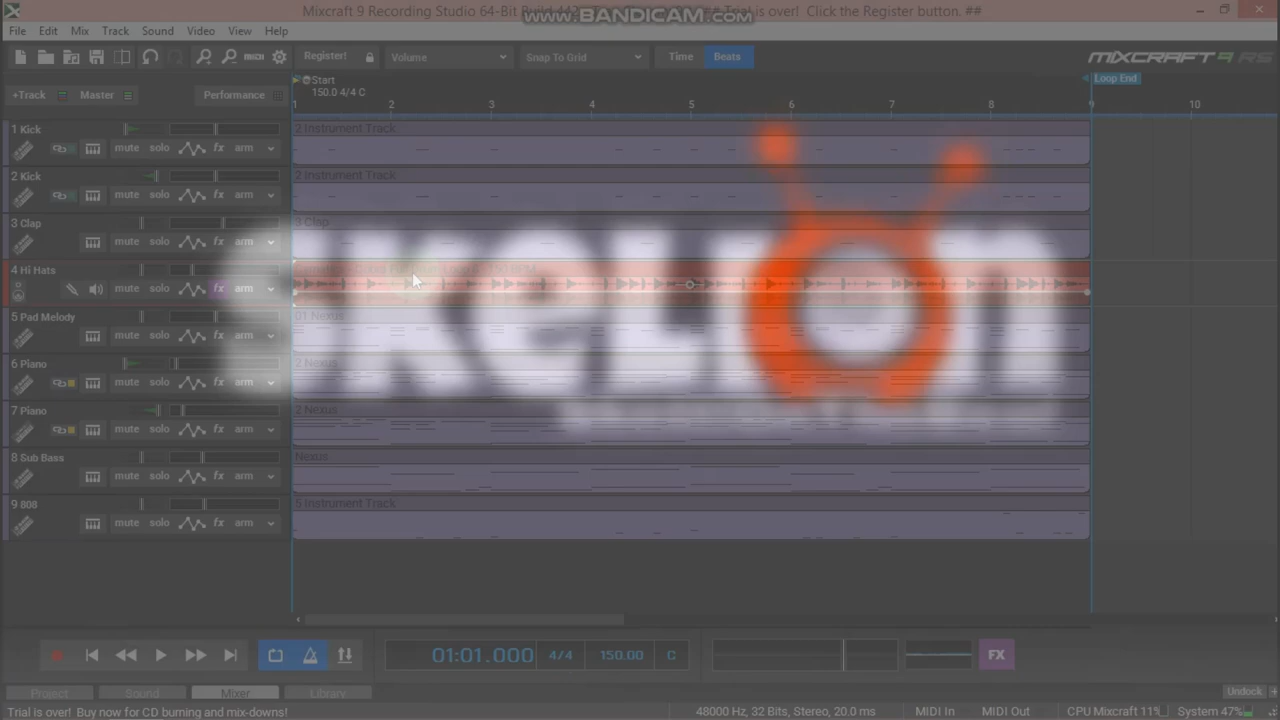 Mixcraft 9 Recording Studio 64-Bit Build 442
Trial is over! Click the Register button. ##
www.BANDICAM.com
File Edit Mix Track Sound Video View Help
MIDI Register! Volume Snap To Grid Time Beats MIXCRAFT 9 RS
Start Loop End
+Track Master Performance 150.0 4/4 C
1 2 3 4 5 6 7 8 9 10
1 Kick 2 Instrument Track
mute solo fx arm
2 Kick 2 Instrument Track
mute solo fx arm
3 Clap 3 Clap
mute solo fx arm
4 Hi Hats
mute solo fx arm
5 Pad Melody 01 Nexus
mute solo fx arm
6 Piano 2 Nexus
mute solo fx arm
7 Piano 2 Nexus
mute solo fx arm
8 Sub Bass Nexus
mute solo fx arm
9 808 5 Instrument Track
mute solo fx arm
skeLon
01:01.000 4/4 150.00 C FX
Project Sound Mixer Library Undock
Trial is over! Buy now for CD burning and mix-downs! 48000 Hz, 32 Bits, Stereo, 20.0 ms MIDI In MIDI Out CPU Mixcraft 11% System 47%